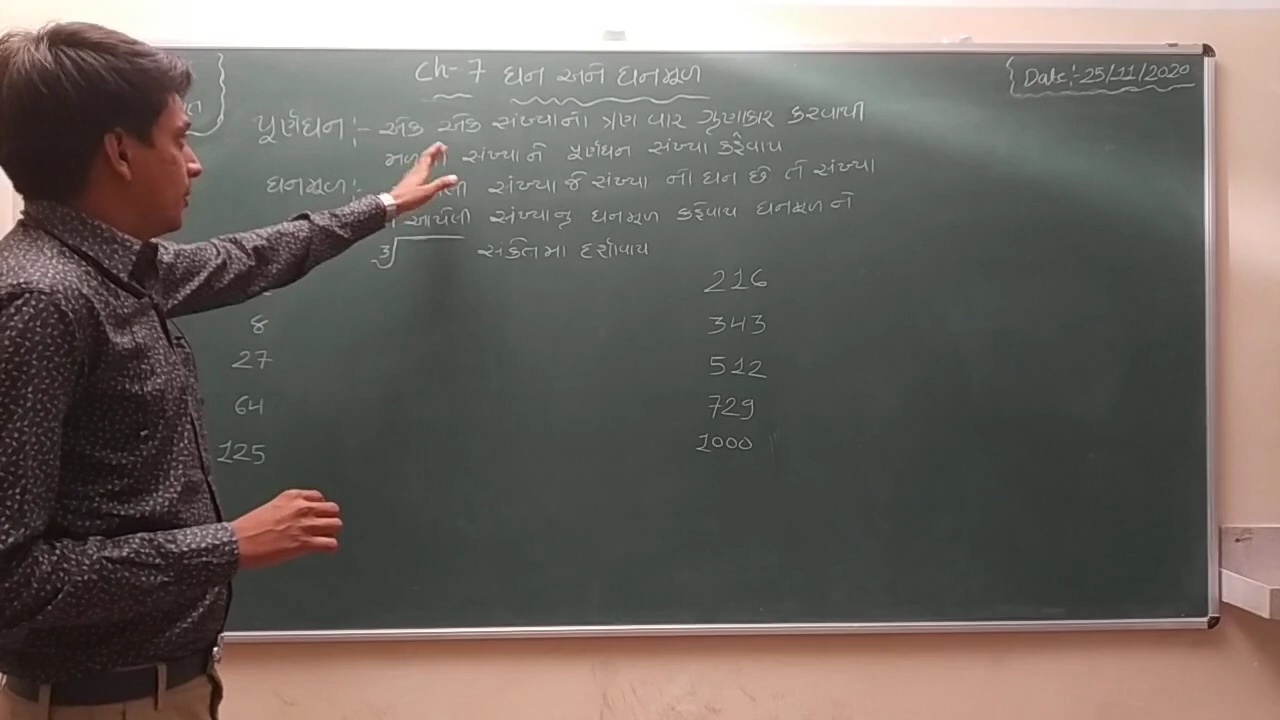 Ch-7 ઘન અને ઘનમૂળ
Date:-25/11/2020
પૂર્ણઘન:- એક એક સંખ્યાનો ત્રણ વાર ગુણાકાર કરવાથી
સંખ્યાને પૂર્ણઘન સંખ્યા કહેવાય
ઘનમૂળ:- સંખ્યા જે સંખ્યા નો ઘન છે તે સંખ્યા
આપેલી સંખ્યાનુ ઘનમૂળ કહેવાય ઘનમૂળ ને
∛ સંકેતમા દર્શાવાય
8
27
64
125
216
343
512
729
1000